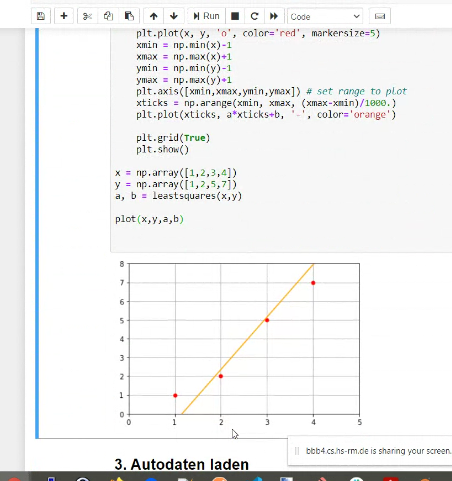 Run
Code
plt.plot(x, y, 'o', color='red', markersize=5)
xmin = np.min(x)-1
xmax = np.max(x)+1
ymin = np.min(y)-1
ymax = np.max(y)+1
plt.axis([xmin,xmax,ymin,ymax]) # set range to plot
xticks = np.arange(xmin, xmax, (xmax-xmin)/1000.)
plt.plot(xticks, a*xticks+b, '-', color='orange')
plt.grid(True)
plt.show()
x = np.array([1,2,3,4])
y = np.array([1,2,5,7])
a, b = leastsquares(x,y)
plot(x,y,a,b)
8
7
6
5
4
3
2
1
0
0 1 2 3 4 5
bbb4.cs.hs-rm.de is sharing your screen.
3. Autodaten laden